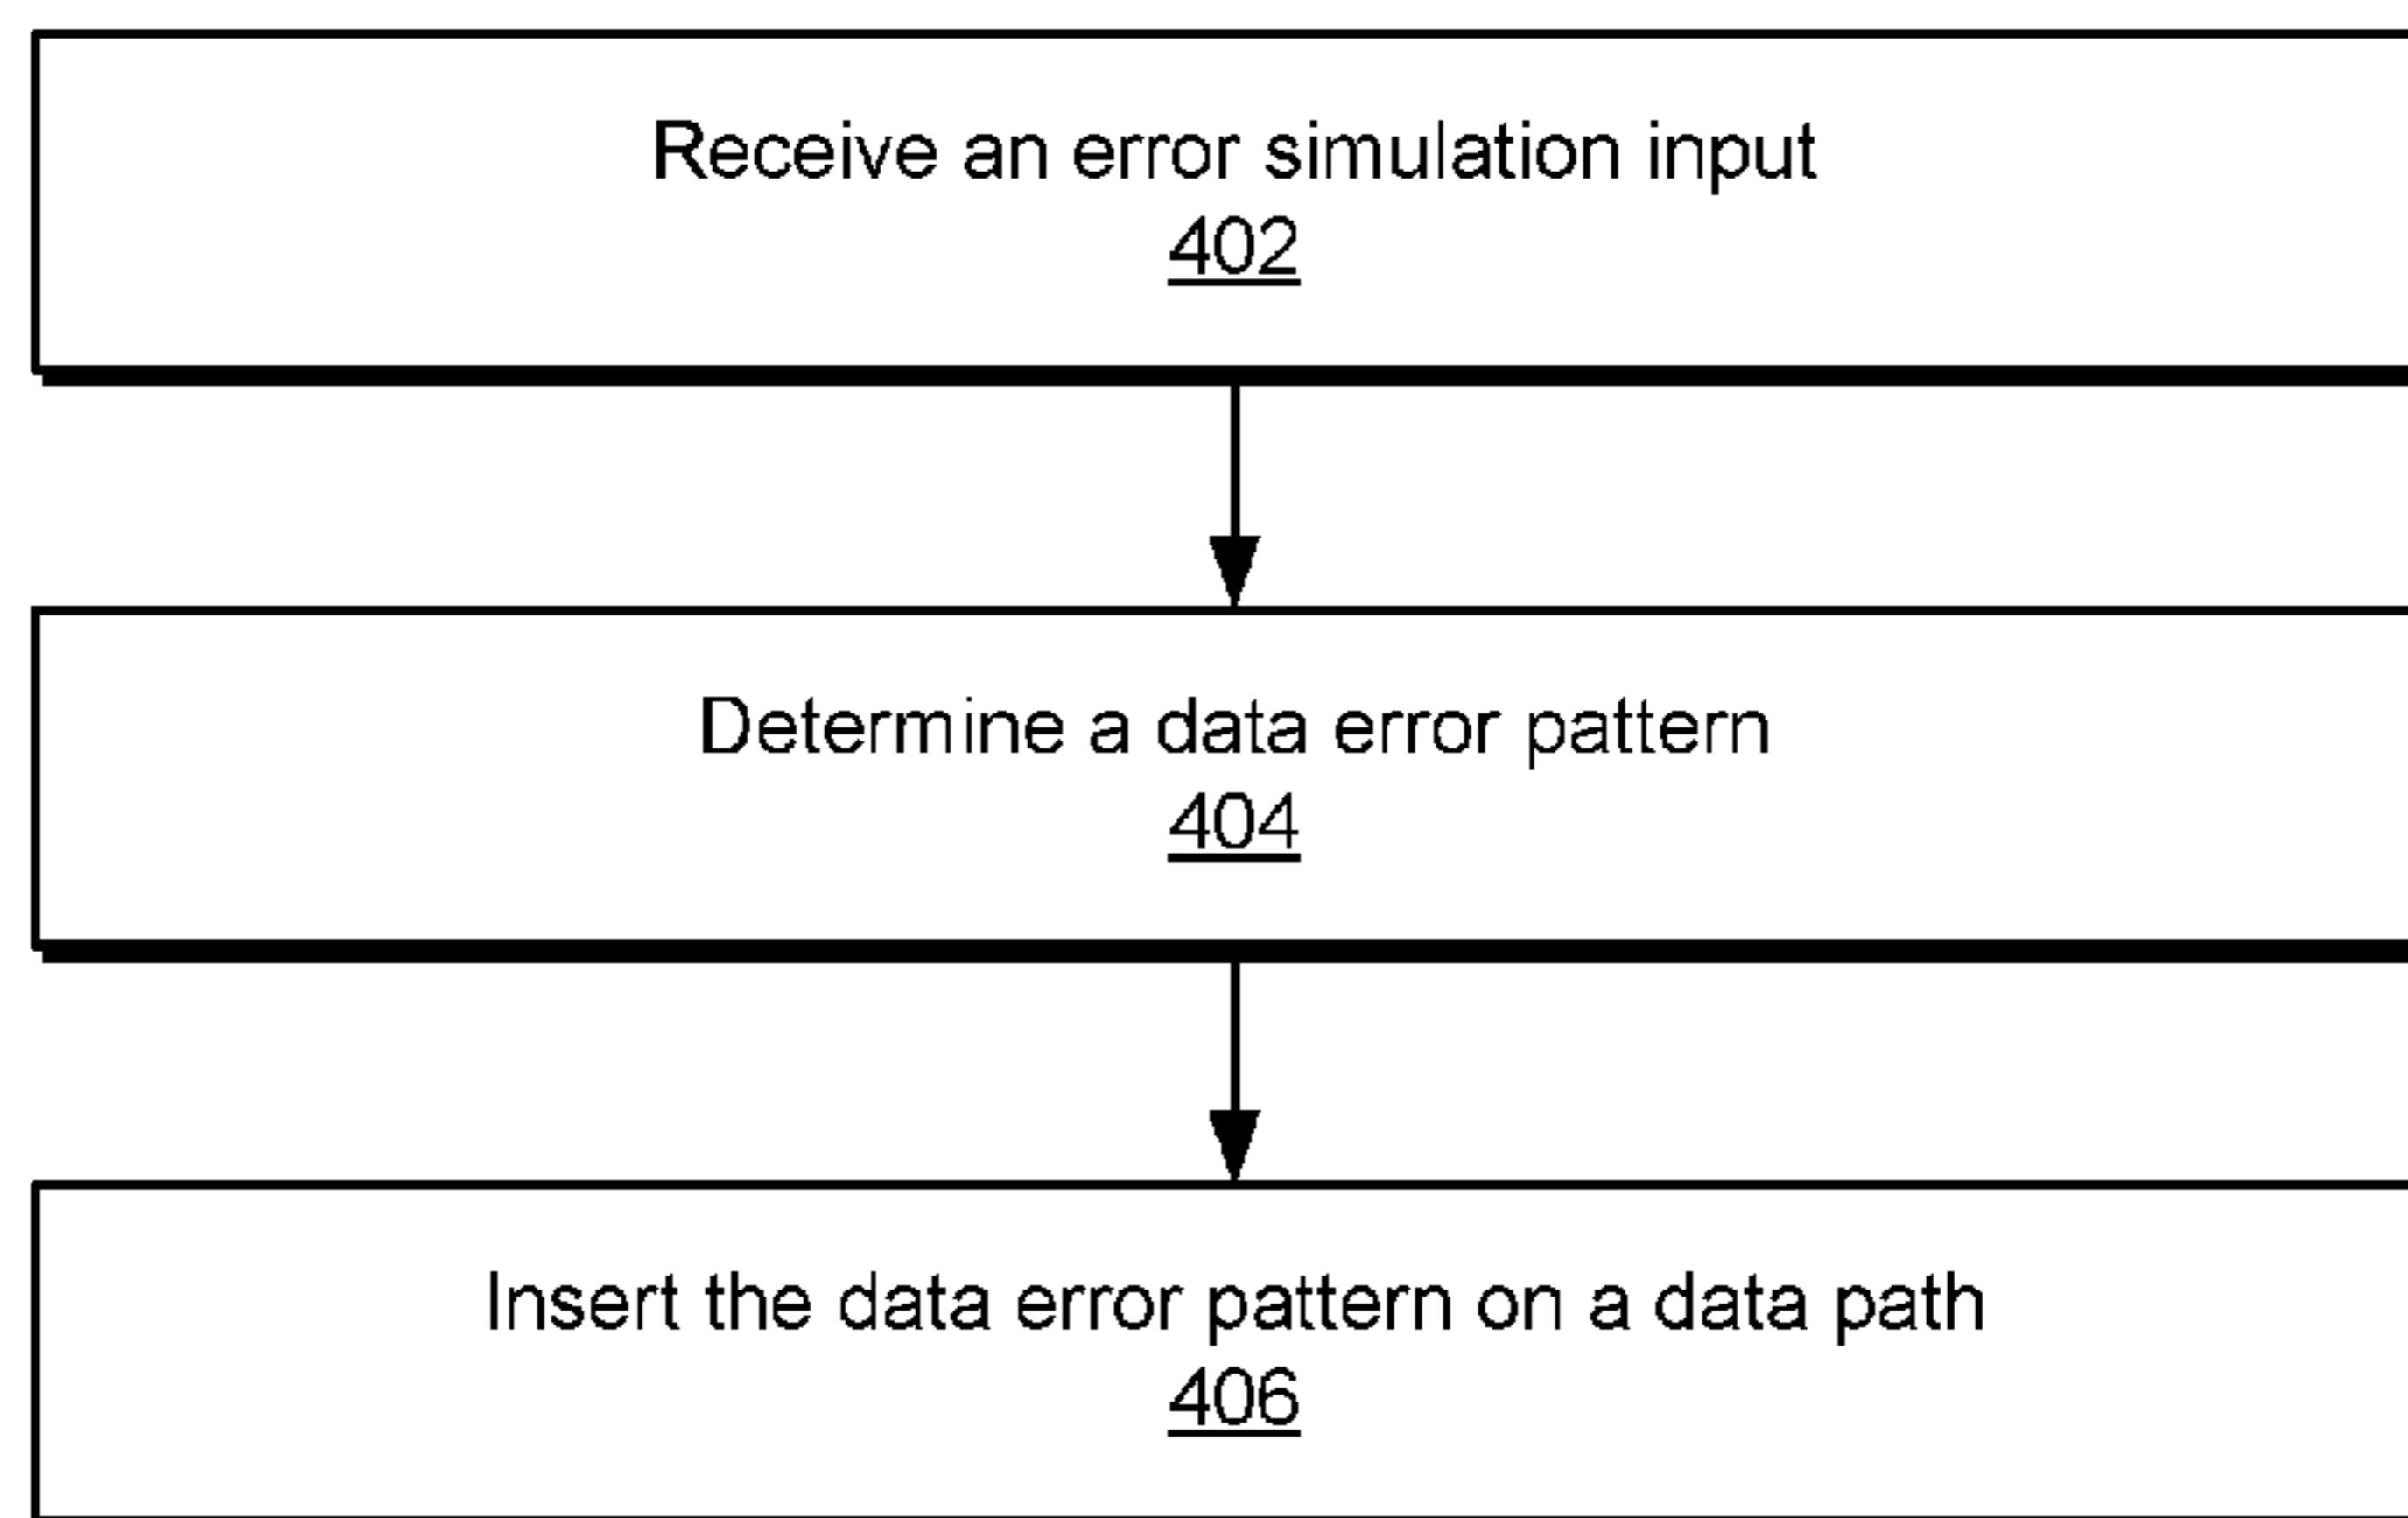 Receive an error simulation input
402
Determine a data error pattern
404
Insert the data error pattern on a data path
406